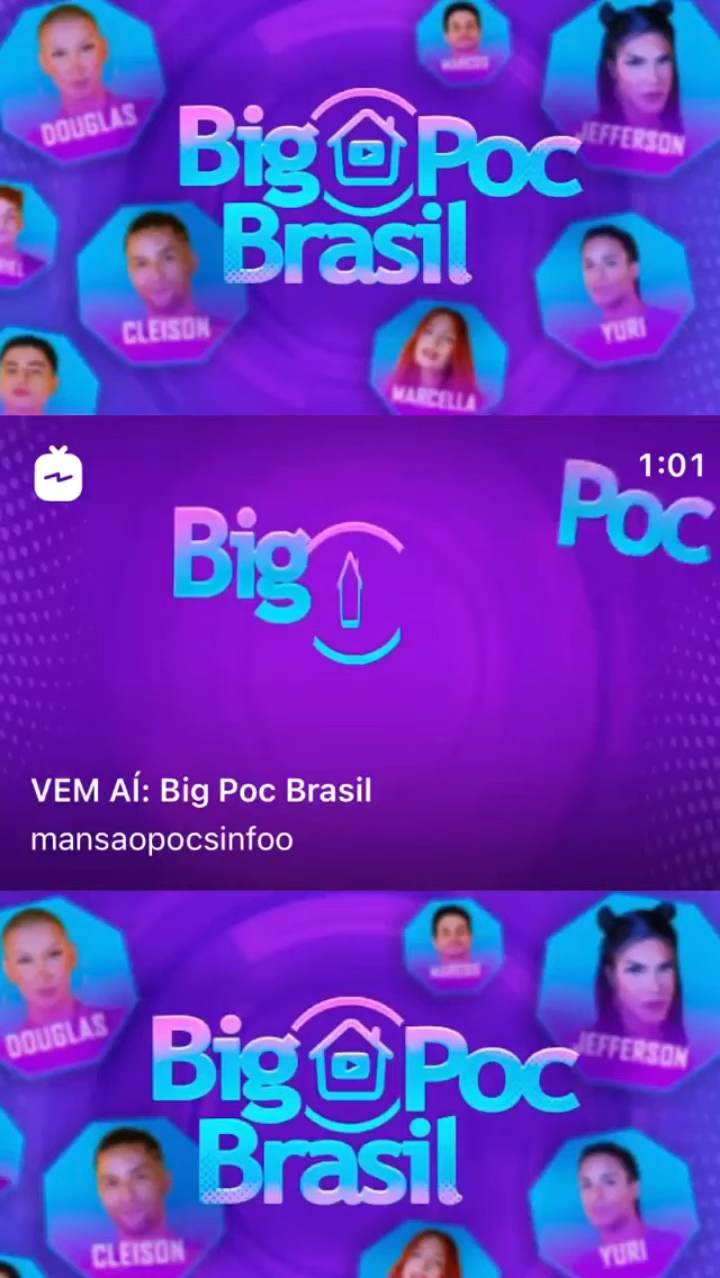 DOUGLAS
MARCOS
JEFFERSON
Big Poc
Brasil
CLEISON
YURI
MARCELLA
1:01
Big
Poc
VEM AÍ: Big Poc Brasil
mansaopocsinfoo
DOUGLAS
MARCOS
JEFFERSON
Big Poc
Brasil
CLEISON
YURI